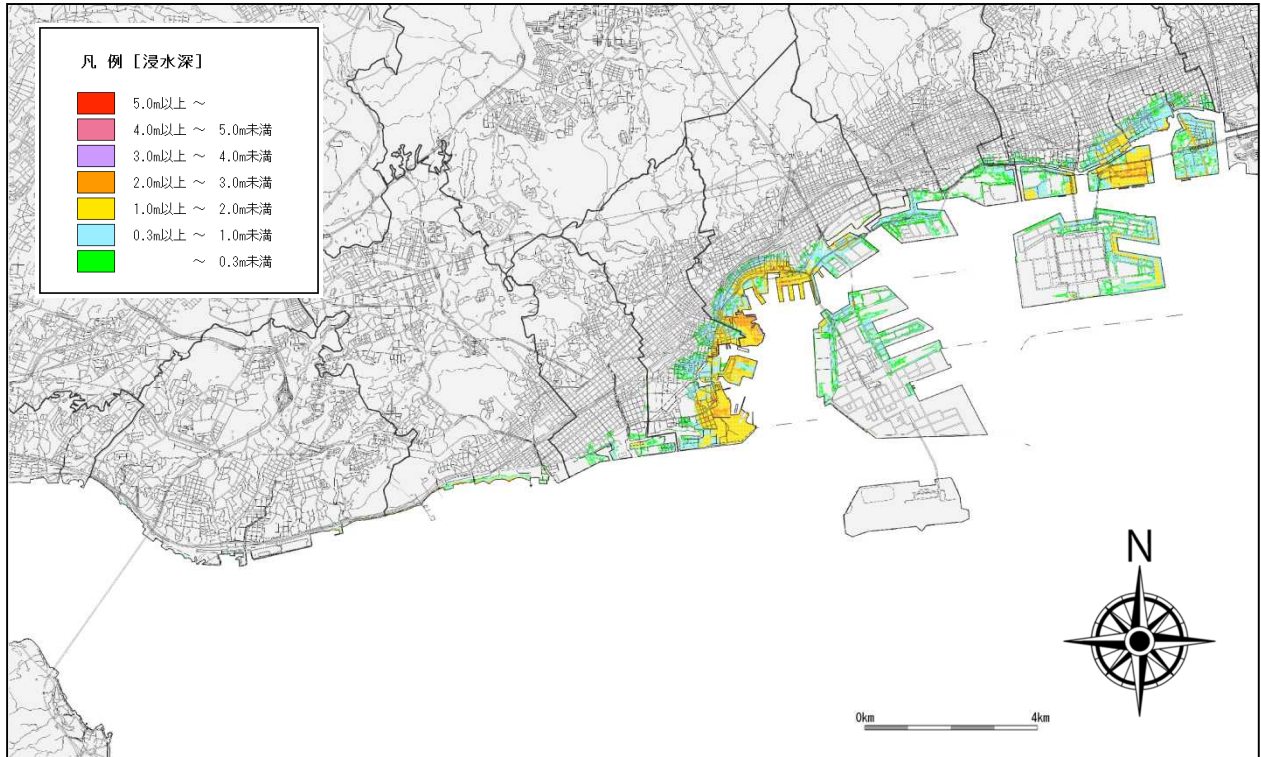 凡 例 [浸水深]
5.0m以上 ～
4.0m以上 ～ 5.0m未満
3.0m以上 ～ 4.0m未満
2.0m以上 ～ 3.0m未満
1.0m以上 ～ 2.0m未満
0.3m以上 ～ 1.0m未満
～ 0.3m未満
N
0km 4km